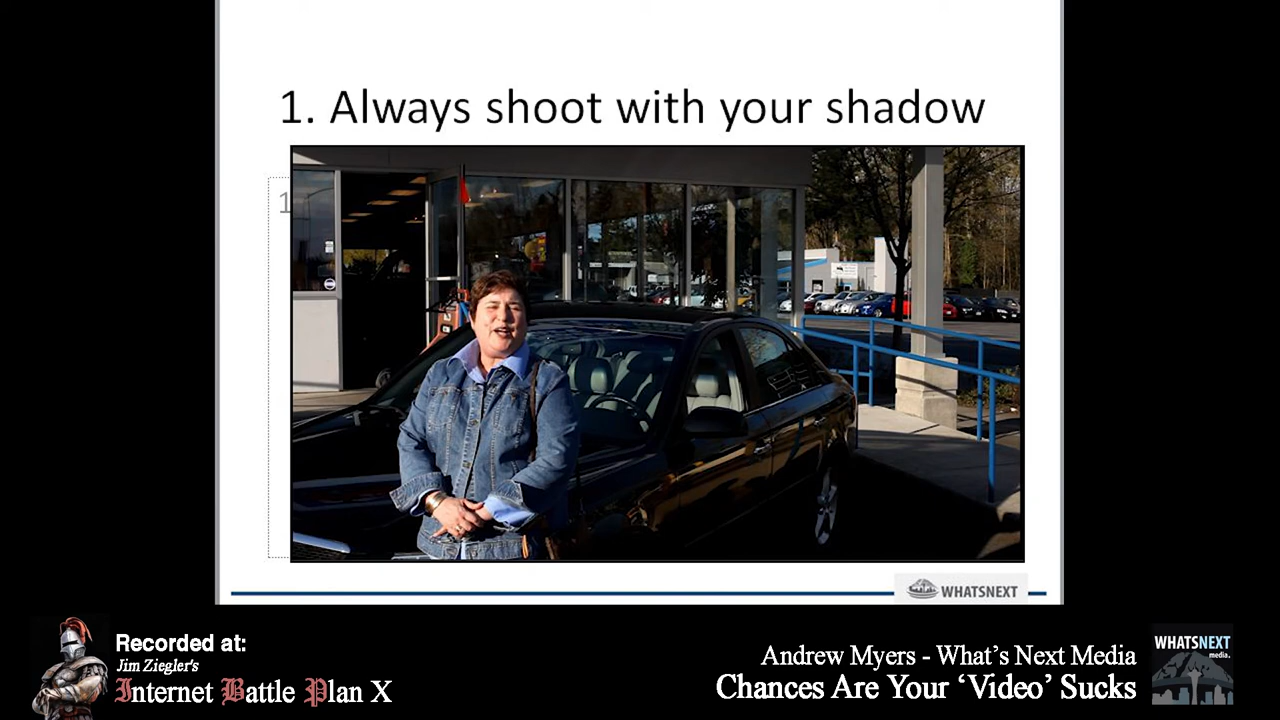 1. Always shoot with your shadow
1
WHATSNEXT
Recorded at:
Jim Ziegler's
Internet Battle Plan X
Andrew Myers - What's Next Media
Chances Are Your ‘Video’ Sucks
WHATSNEXT
media.